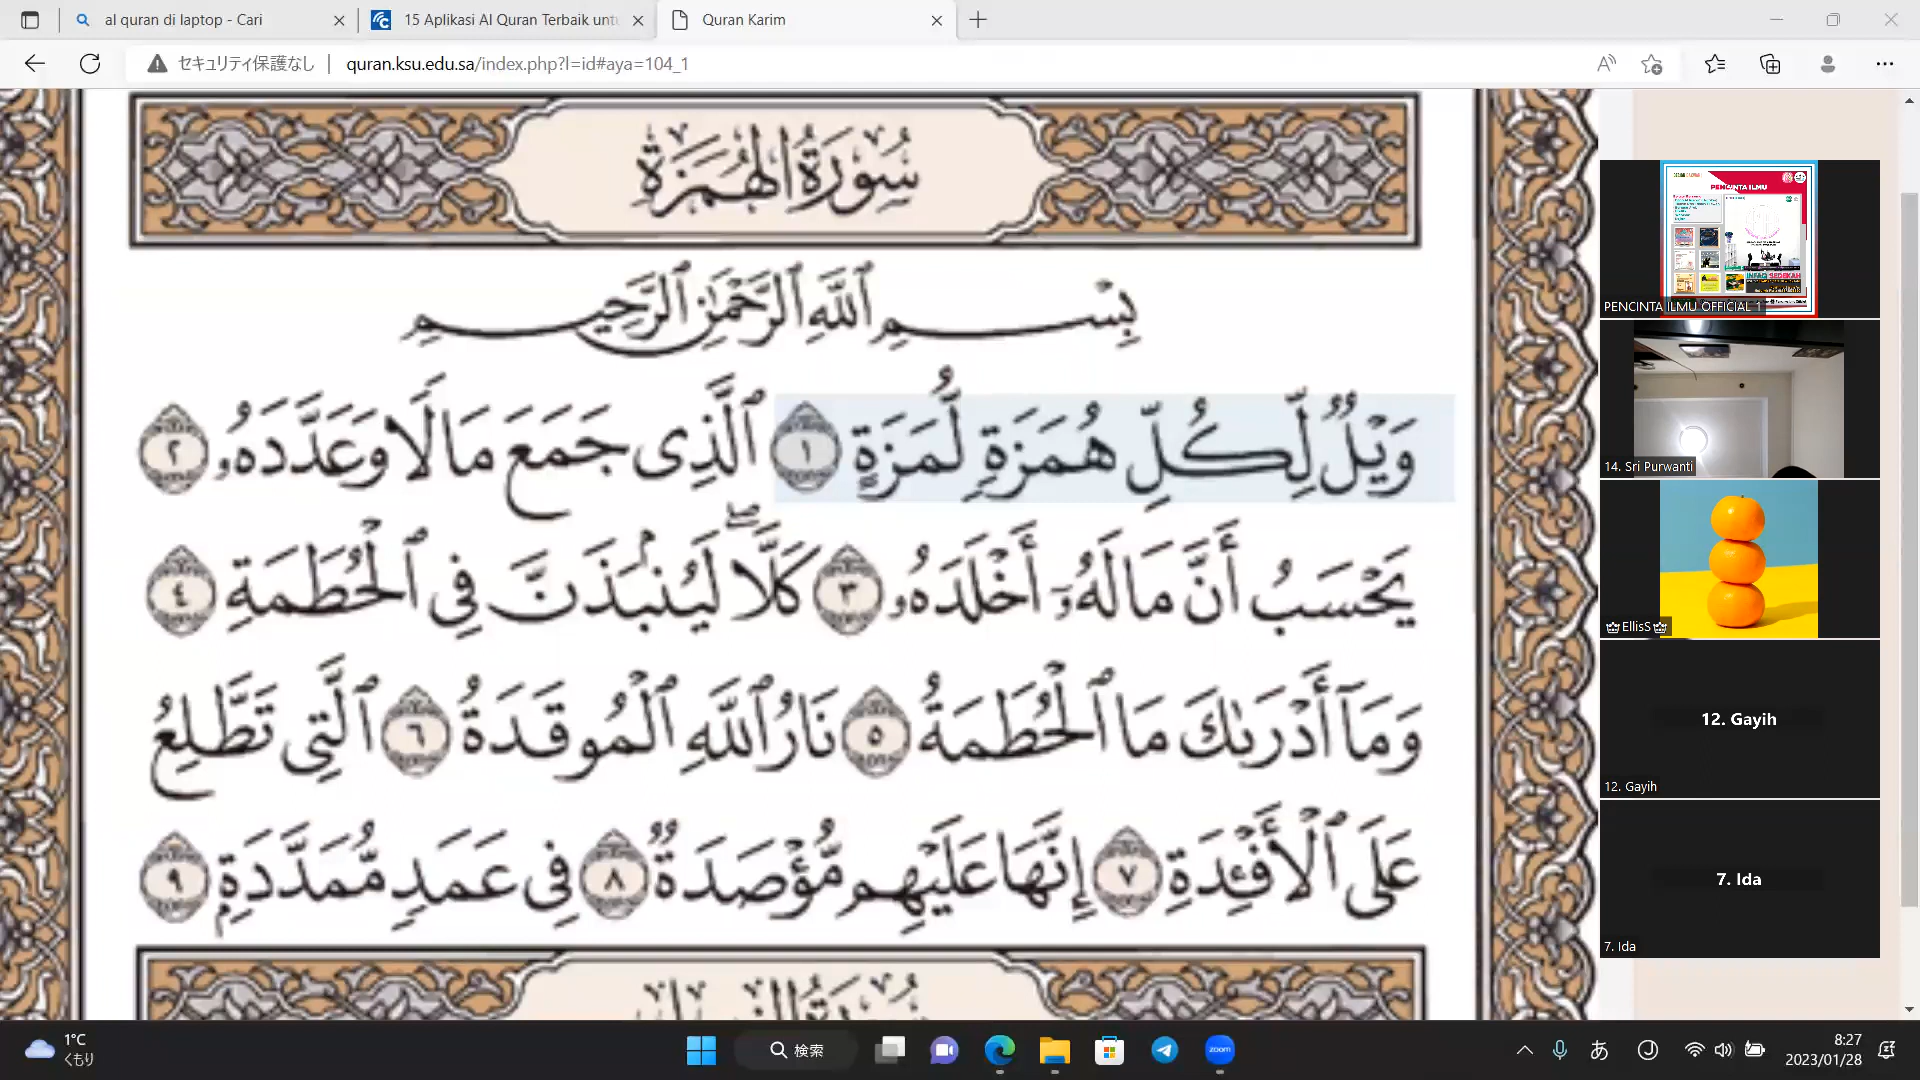 al quran di laptop - Cari
15 Aplikasi Al Quran Terbaik untu
Quran Karim
セキュリティ保護なし
quran.ksu.edu.sa/index.php?l=id#aya=104_1
سُورَةُ الهُمَزَةِ
بِسْمِ ٱللَّهِ ٱلرَّحْمَٰنِ ٱلرَّحِيمِ
وَيْلٌ لِّكُلِّ هُمَزَةٍ لُّمَزَةٍ ١ ٱلَّذِى جَمَعَ مَالًا وَعَدَّدَهُۥ ٢
يَحْسَبُ أَنَّ مَالَهُۥٓ أَخْلَدَهُۥ ٣ كَلَّا ۖ لَيُنۢبَذَنَّ فِى ٱلْحُطَمَةِ ٤
وَمَآ أَدْرَىٰكَ مَا ٱلْحُطَمَةُ ٥ نَارُ ٱللَّهِ ٱلْمُوقَدَةُ ٦ ٱلَّتِى تَطَّلِعُ
عَلَى ٱلْأَفْـِٔدَةِ ٧ إِنَّهَا عَلَيْهِم مُّؤْصَدَةٌ ٨ فِى عَمَدٍ مُّمَدَّدَةٍۭ ٩
PENCINTA ILMU
INFAQ SEDEKAH
PENCINTA ILMU OFFICIAL 1
14. Sri Purwanti
EllisS
12. Gayih
12. Gayih
7. Ida
7. Ida
1°C
くもり
検索
zoom
あ
8:27
2023/01/28